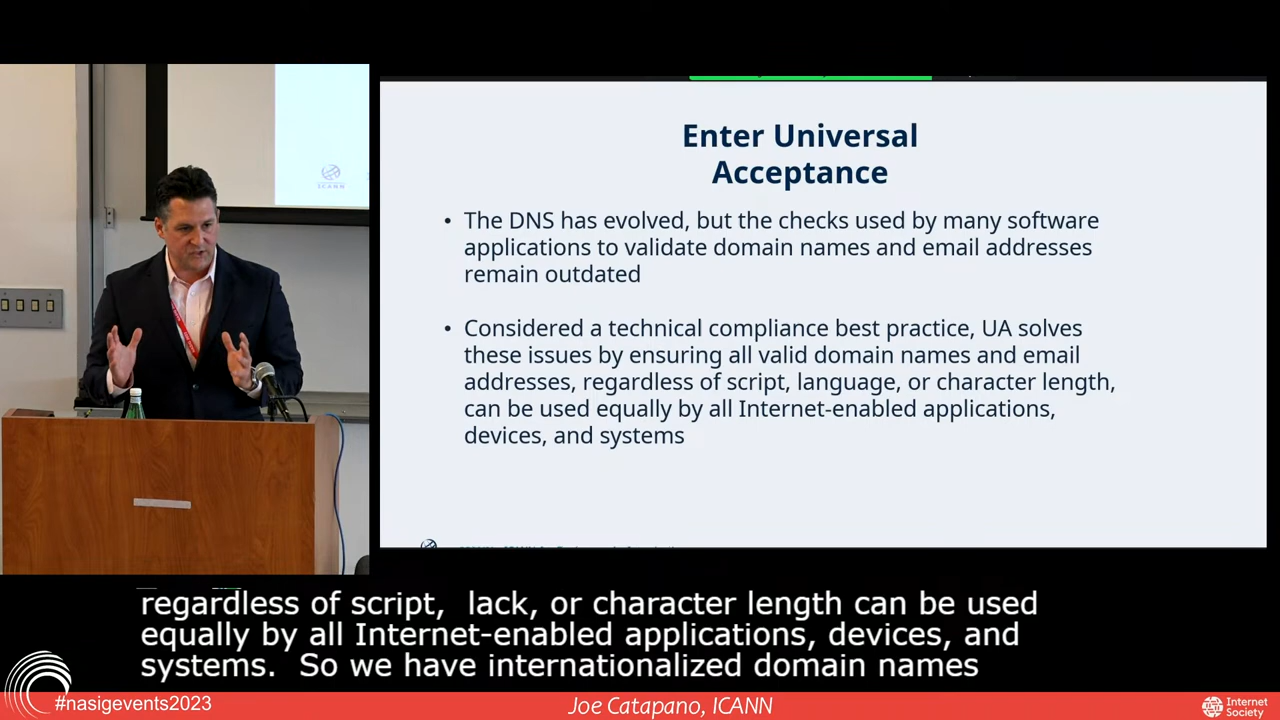 ICANN
Enter Universal
Acceptance
• The DNS has evolved, but the checks used by many software
applications to validate domain names and email addresses
remain outdated
• Considered a technical compliance best practice, UA solves
these issues by ensuring all valid domain names and email
addresses, regardless of script, language, or character length,
can be used equally by all Internet-enabled applications,
devices, and systems
regardless of script,  lack, or character length can be used
equally by all Internet-enabled applications, devices, and
systems.  So we have internationalized domain names
#nasigevents2023
Joe Catapano, ICANN
Internet
Society